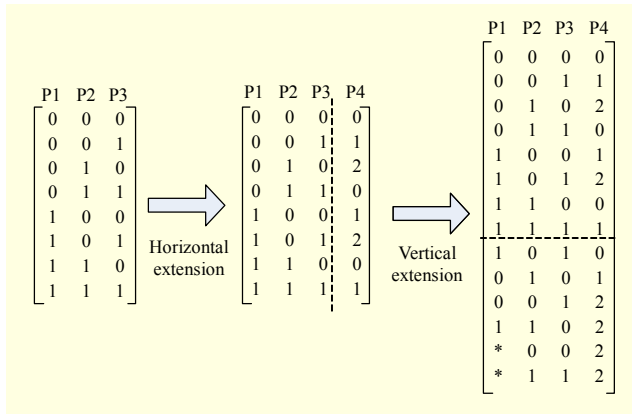 P1 P2 P3
0 0 0
0 0 1
0 1 0
0 1 1
1 0 0
1 0 1
1 1 0
1 1 1
Horizontal
extension
P1 P2 P3 P4
0 0 0 0
0 0 1 1
0 1 0 2
0 1 1 0
1 0 0 1
1 0 1 2
1 1 0 0
1 1 1 1
Vertical
extension
P1 P2 P3 P4
0 0 0 0
0 0 1 1
0 1 0 2
0 1 1 0
1 0 0 1
1 0 1 2
1 1 0 0
1 1 1 1
1 0 1 0
0 1 0 1
0 0 1 2
1 1 0 2
* 0 0 2
* 1 1 2